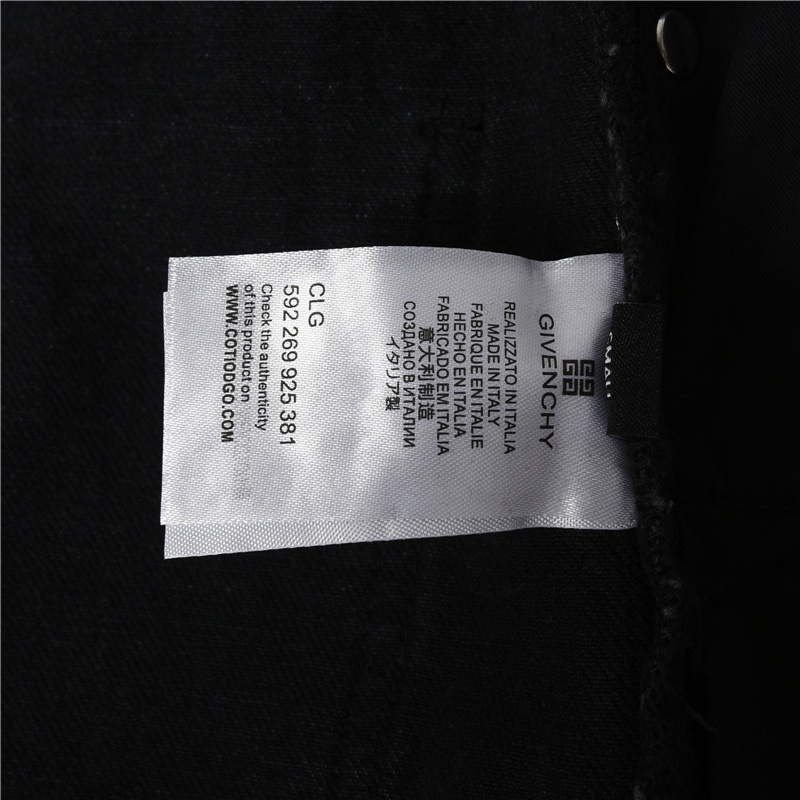 SMALL
GIVENCHY
REALIZZATO IN ITALIA
MADE IN ITALY
FABRIQUE EN ITALIE
HECHO EN ITALIA
FABRICADO EM ITALIA
意大利制造
СОЗДАНО В ИТАЛИИ
イタリア製
CLG
592 269 925 381
Check the authenticity
of this product on
WWW.COTIODGO.COM